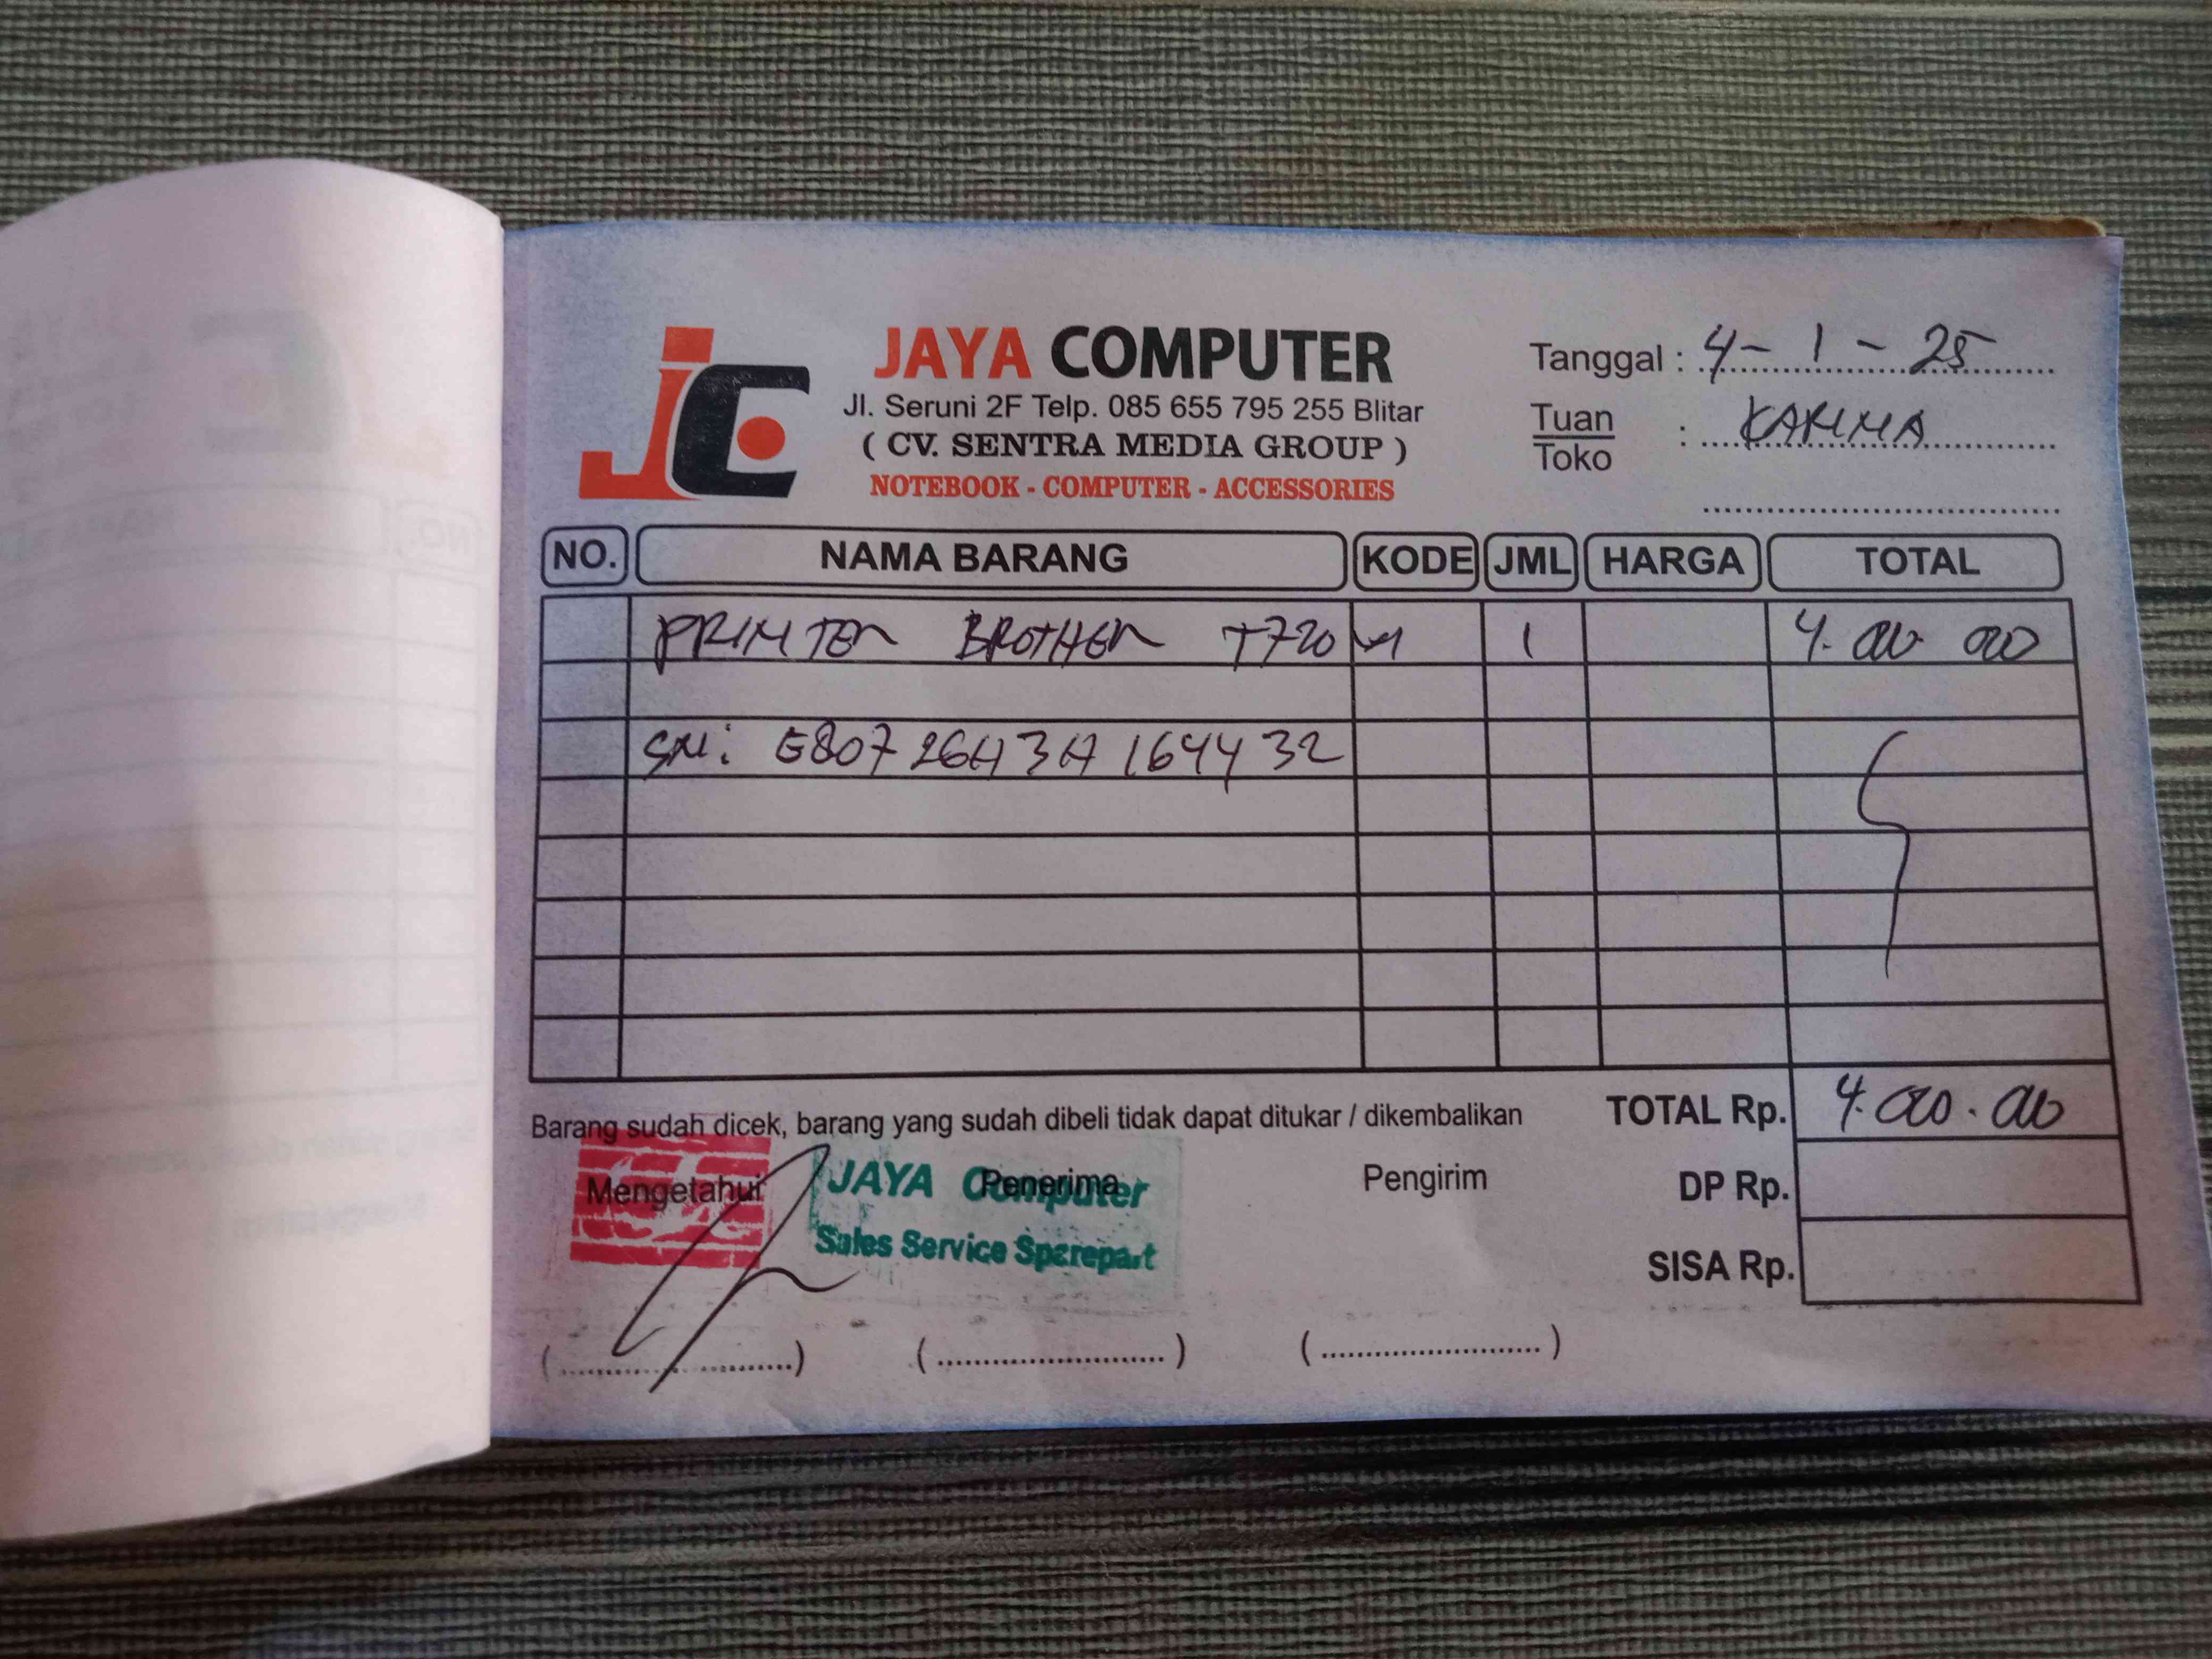 JC
JAYA COMPUTER
Jl. Seruni 2F Telp. 085 655 795 255 Blitar
( CV. SENTRA MEDIA GROUP )
NOTEBOOK - COMPUTER - ACCESSORIES
Tanggal : 4 - 1 - 25
Tuan
Toko : KARIMA
NO. NAMA BARANG KODE JML HARGA TOTAL
PRINTER BROTHER T720 1 4.000 000
SN: E80726H3H164432
Barang sudah dicek, barang yang sudah dibeli tidak dapat ditukar / dikembalikan
TOTAL Rp. 4.000.000
Mengetahui Penerima Pengirim
DP Rp.
JAYA Computer
Sales Service Sparepart
SISA Rp.
(....................) (....................) (....................)